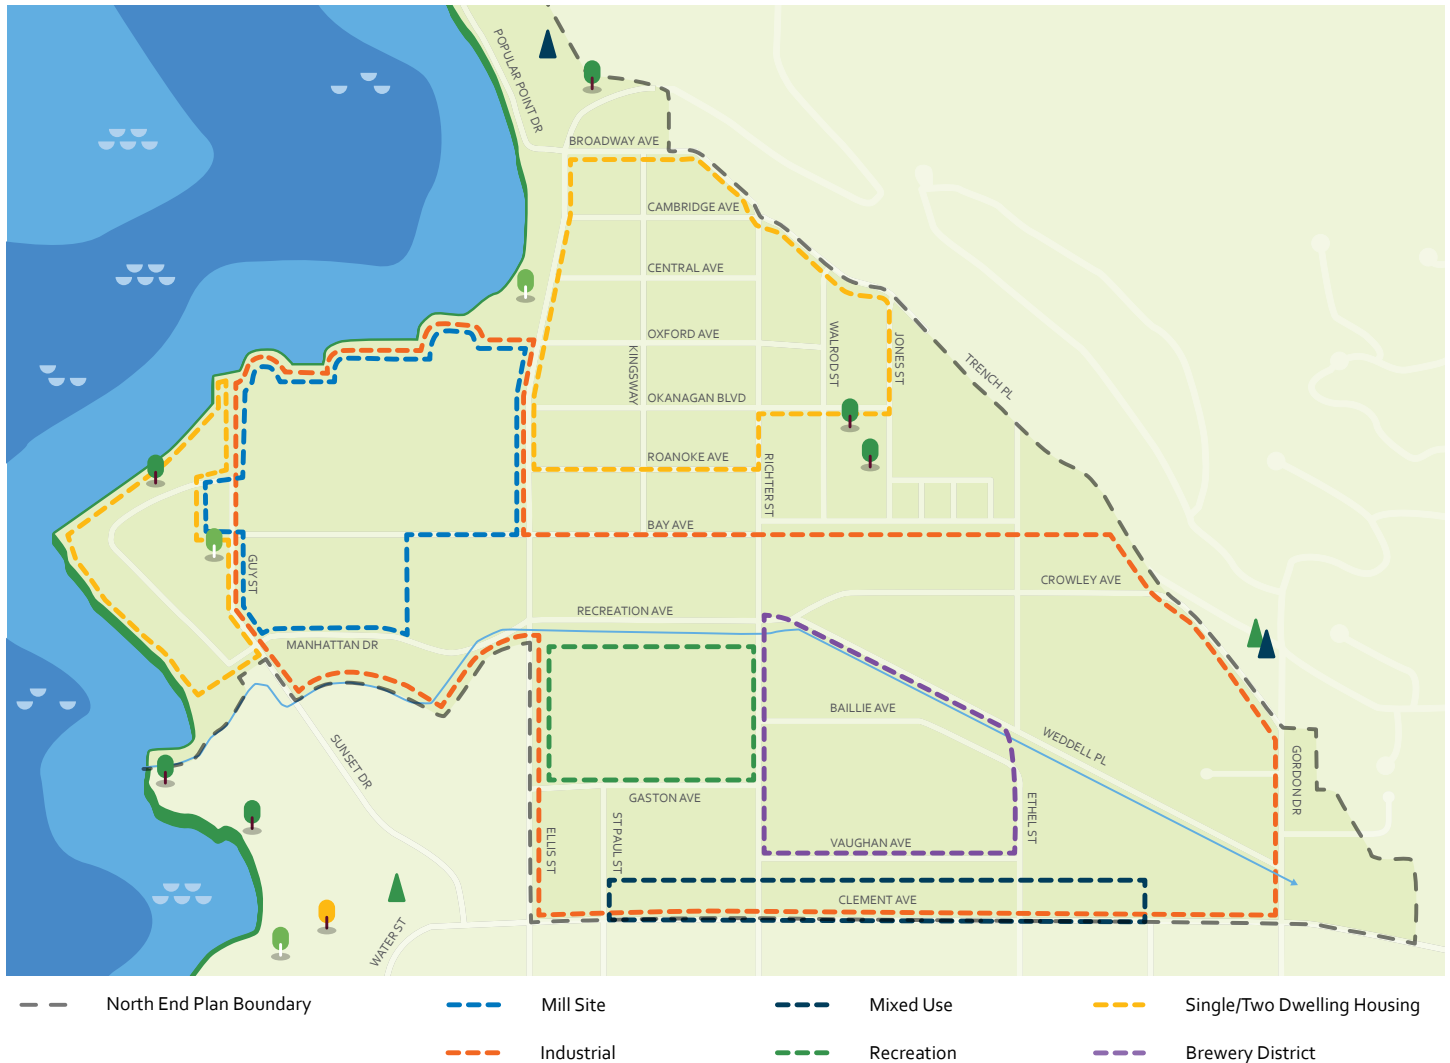 POPULAR POINT DR
BROADWAY AVE
CAMBRIDGE AVE
CENTRAL AVE
OXFORD AVE
KINGSWAY
WALROD ST
JONES ST
TRENCH PL
OKANAGAN BLVD
ROANOKE AVE
RICHTER ST
BAY AVE
GUY ST
CROWLEY AVE
RECREATION AVE
MANHATTAN DR
BAILLIE AVE
WEDDELL PL
SUNSET DR
GORDON DR
GASTON AVE
ETHEL ST
ELLIS ST
ST PAUL ST
VAUGHAN AVE
CLEMENT AVE
WATER ST
North End Plan Boundary
Mill Site
Mixed Use
Single/Two Dwelling Housing
Industrial
Recreation
Brewery District